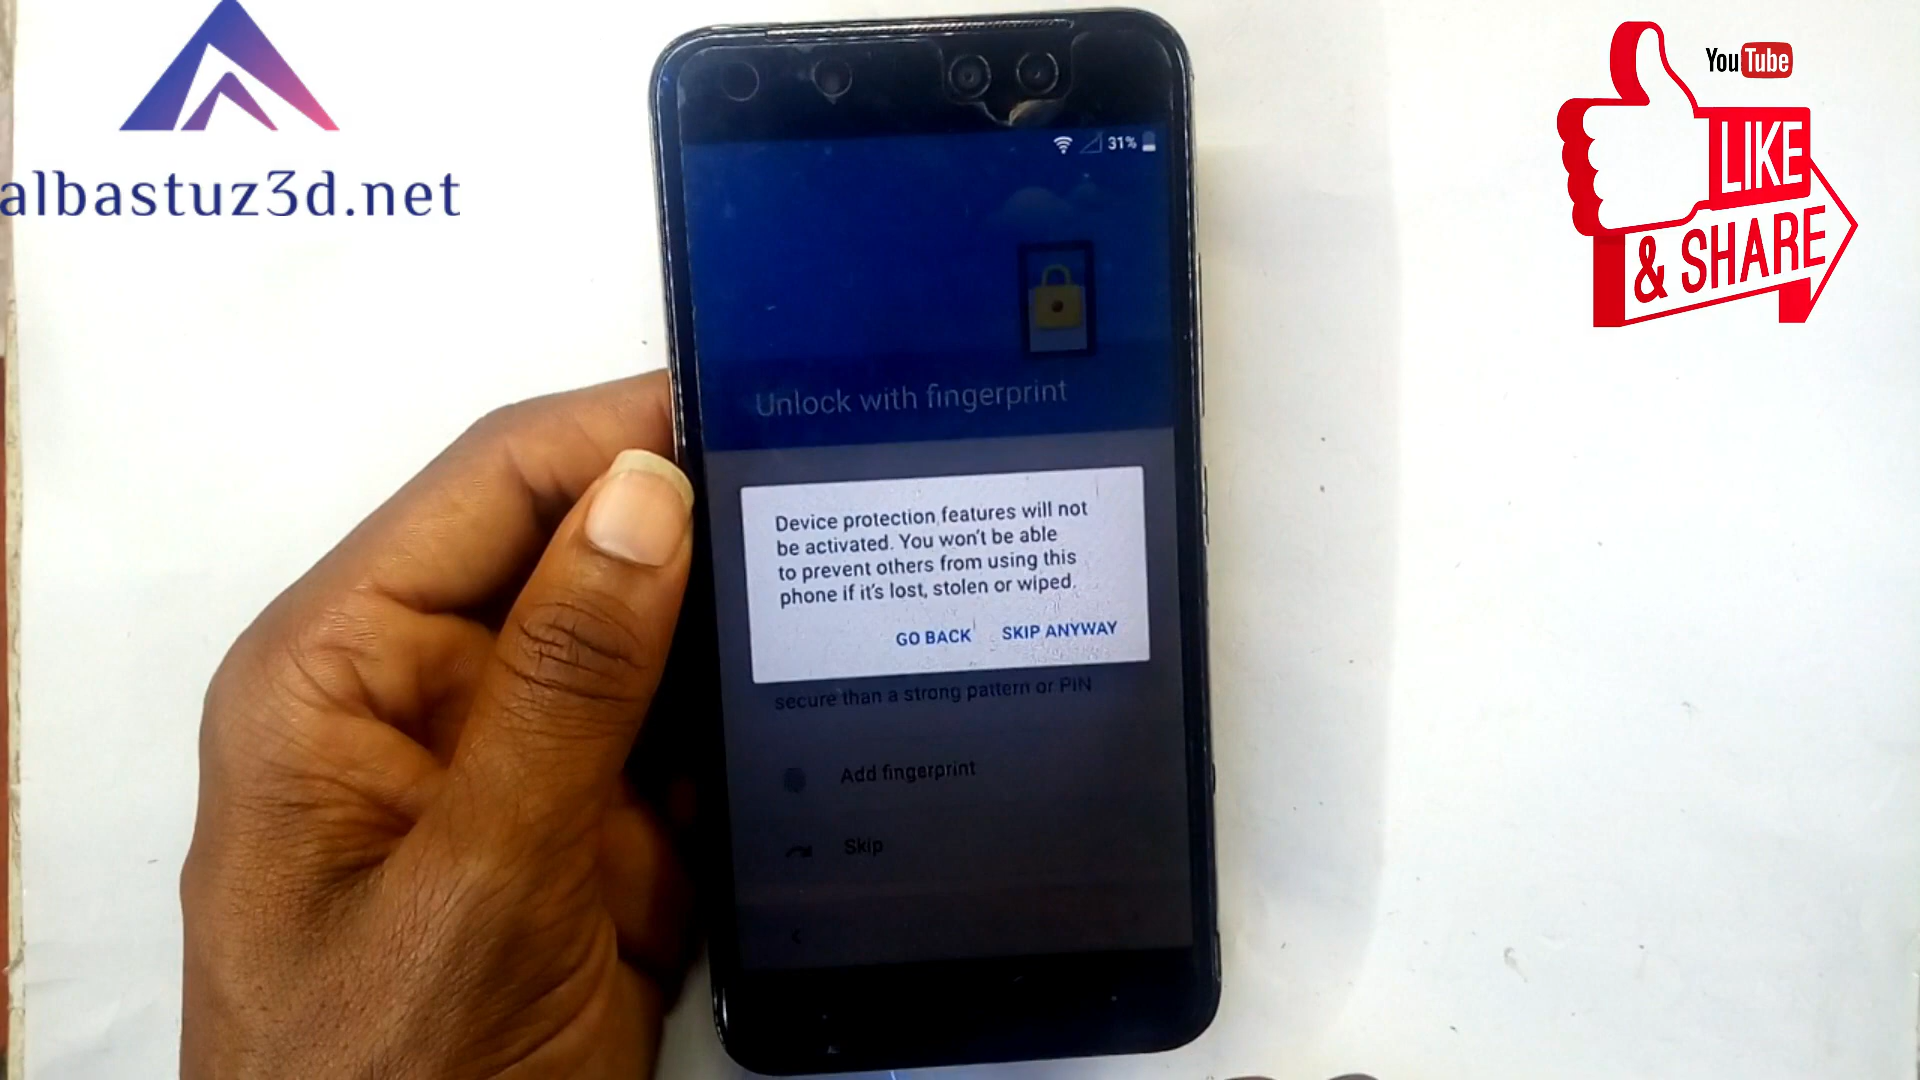 albastuz3d.net
YouTube
LIKE
& SHARE
31%
Unlock with fingerprint
Device protection features will not
be activated. You won't be able
to prevent others from using this
phone if it's lost, stolen or wiped.
GO BACK SKIP ANYWAY
secure than a strong pattern or PIN
Add fingerprint
Skip